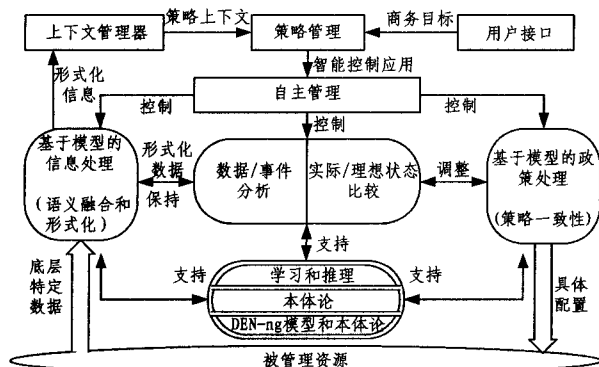 上下文管理器
策略上下文
策略管理
商务目标
用户接口
形式化
信息
智能控制应用
自主管理
控制
控制
控制
基于模型的
信息处理
(语义融合和
形式化)
形式化
数据
保持
数据/事件
分析
实际/理想状态
比较
调整
基于模型的政
策处理
(策略一致性)
支持
底层
特定
数据
支持
学习和推理
本体论
DEN-ng模型和本体论
支持
具体
配置
被管理资源